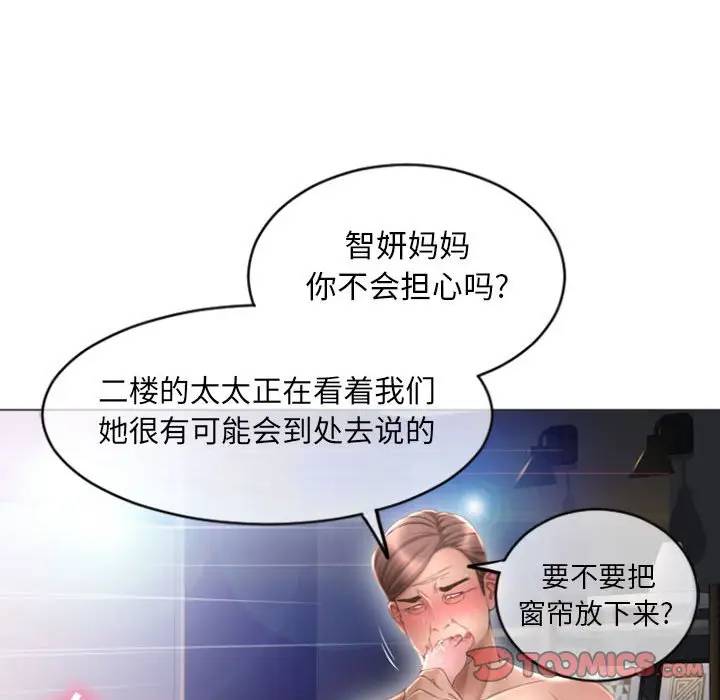 智妍妈妈
你不会担心吗?
二楼的太太正在看着我们
她很有可能会到处去说的
要不要把
窗帘放下来?
TOOMICS.COM